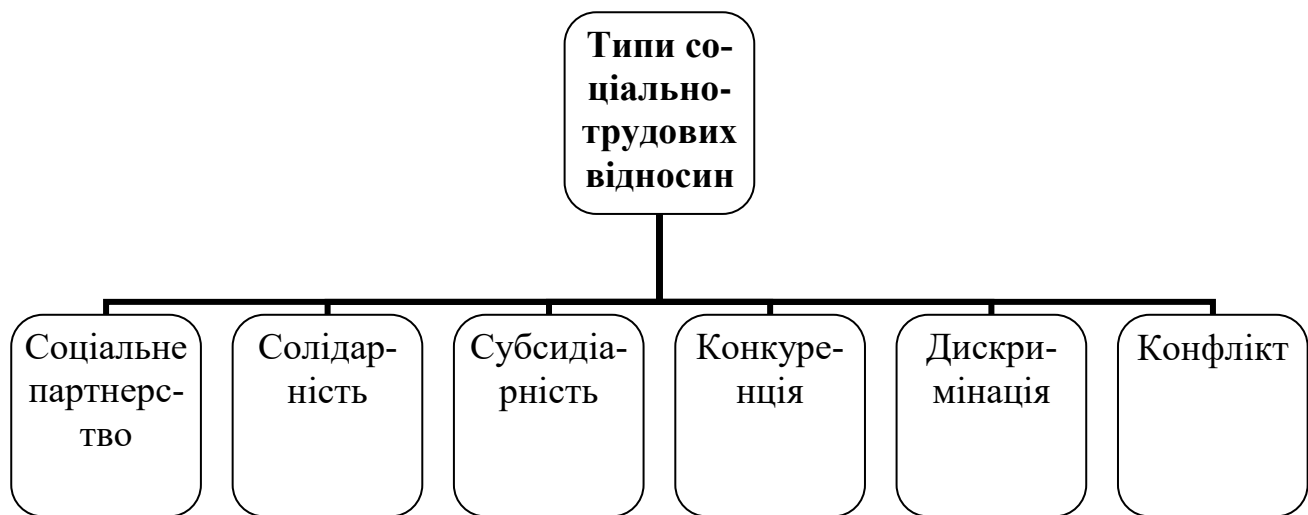 Типи со-
ціально-
трудових
відносин
Соціальне
партнерс-
тво
Солідар-
ність
Субсидіа-
рність
Конкуре-
нція
Дискри-
мінація
Конфлікт